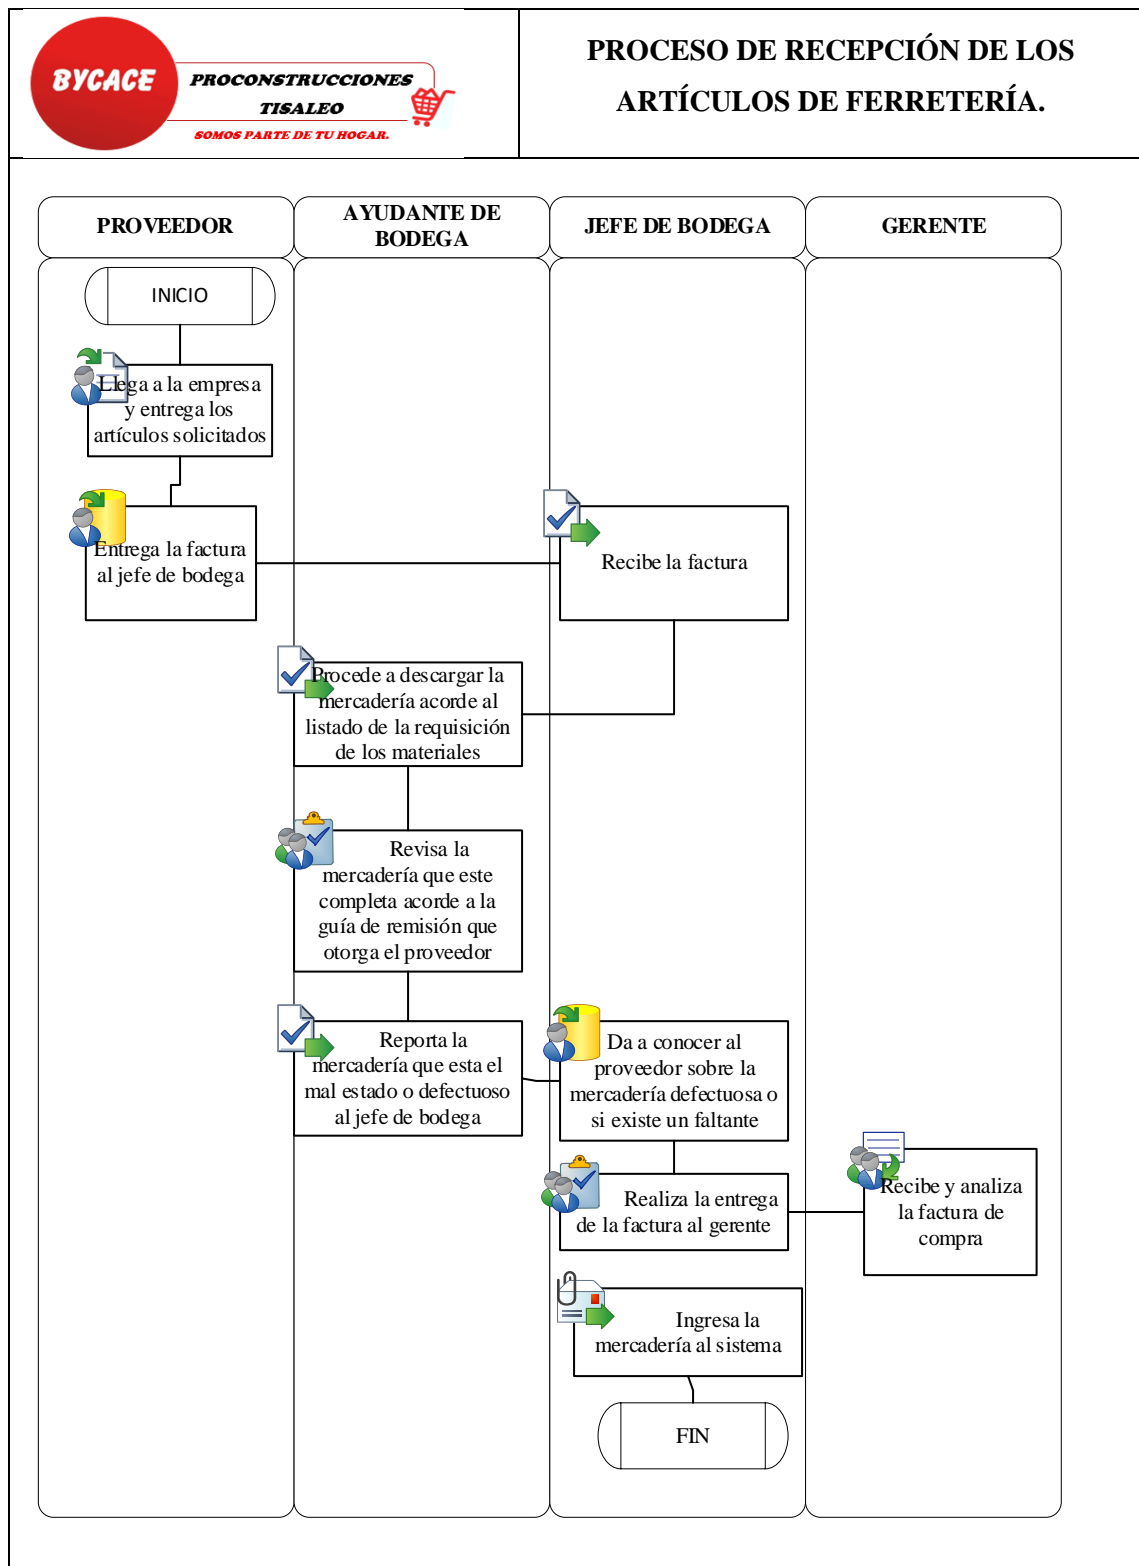 BYCACE
PROCONSTRUCCIONES
TISALEO
SOMOS PARTE DE TU HOGAR.
PROCESO DE RECEPCIÓN DE LOS
ARTÍCULOS DE FERRETERÍA.
PROVEEDOR
AYUDANTE DE
BODEGA
JEFE DE BODEGA
GERENTE
INICIO
Llega a la empresa
y entrega los
artículos solicitados
Entrega la factura
al jefe de bodega
Recibe la factura
Procede a descargar la
mercadería acorde al
listado de la requisición
de los materiales
Revisa la
mercadería que este
completa acorde a la
guía de remisión que
otorga el proveedor
Reporta la
mercadería que esta el
mal estado o defectuoso
al jefe de bodega
Da a conocer al
proveedor sobre la
mercadería defectuosa o
si existe un faltante
Realiza la entrega
de la factura al gerente
Recibe y analiza
la factura de
compra
Ingresa la
mercadería al sistema
FIN